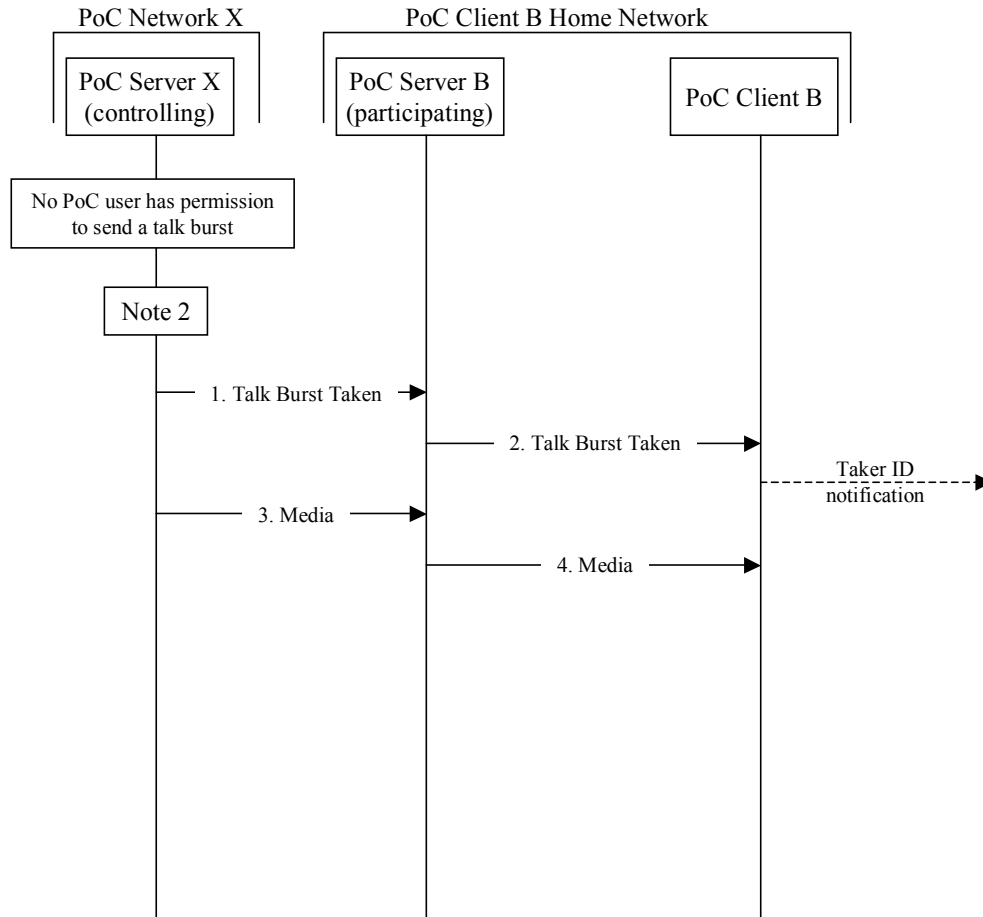 PoC Network X
PoC Client B Home Network
PoC Server X
(controlling)
PoC Server B
(participating)
PoC Client B
No PoC user has permission
to send a talk burst
Note 2
1. Talk Burst Taken
2. Talk Burst Taken
Taker ID
notification
3. Media
4. Media